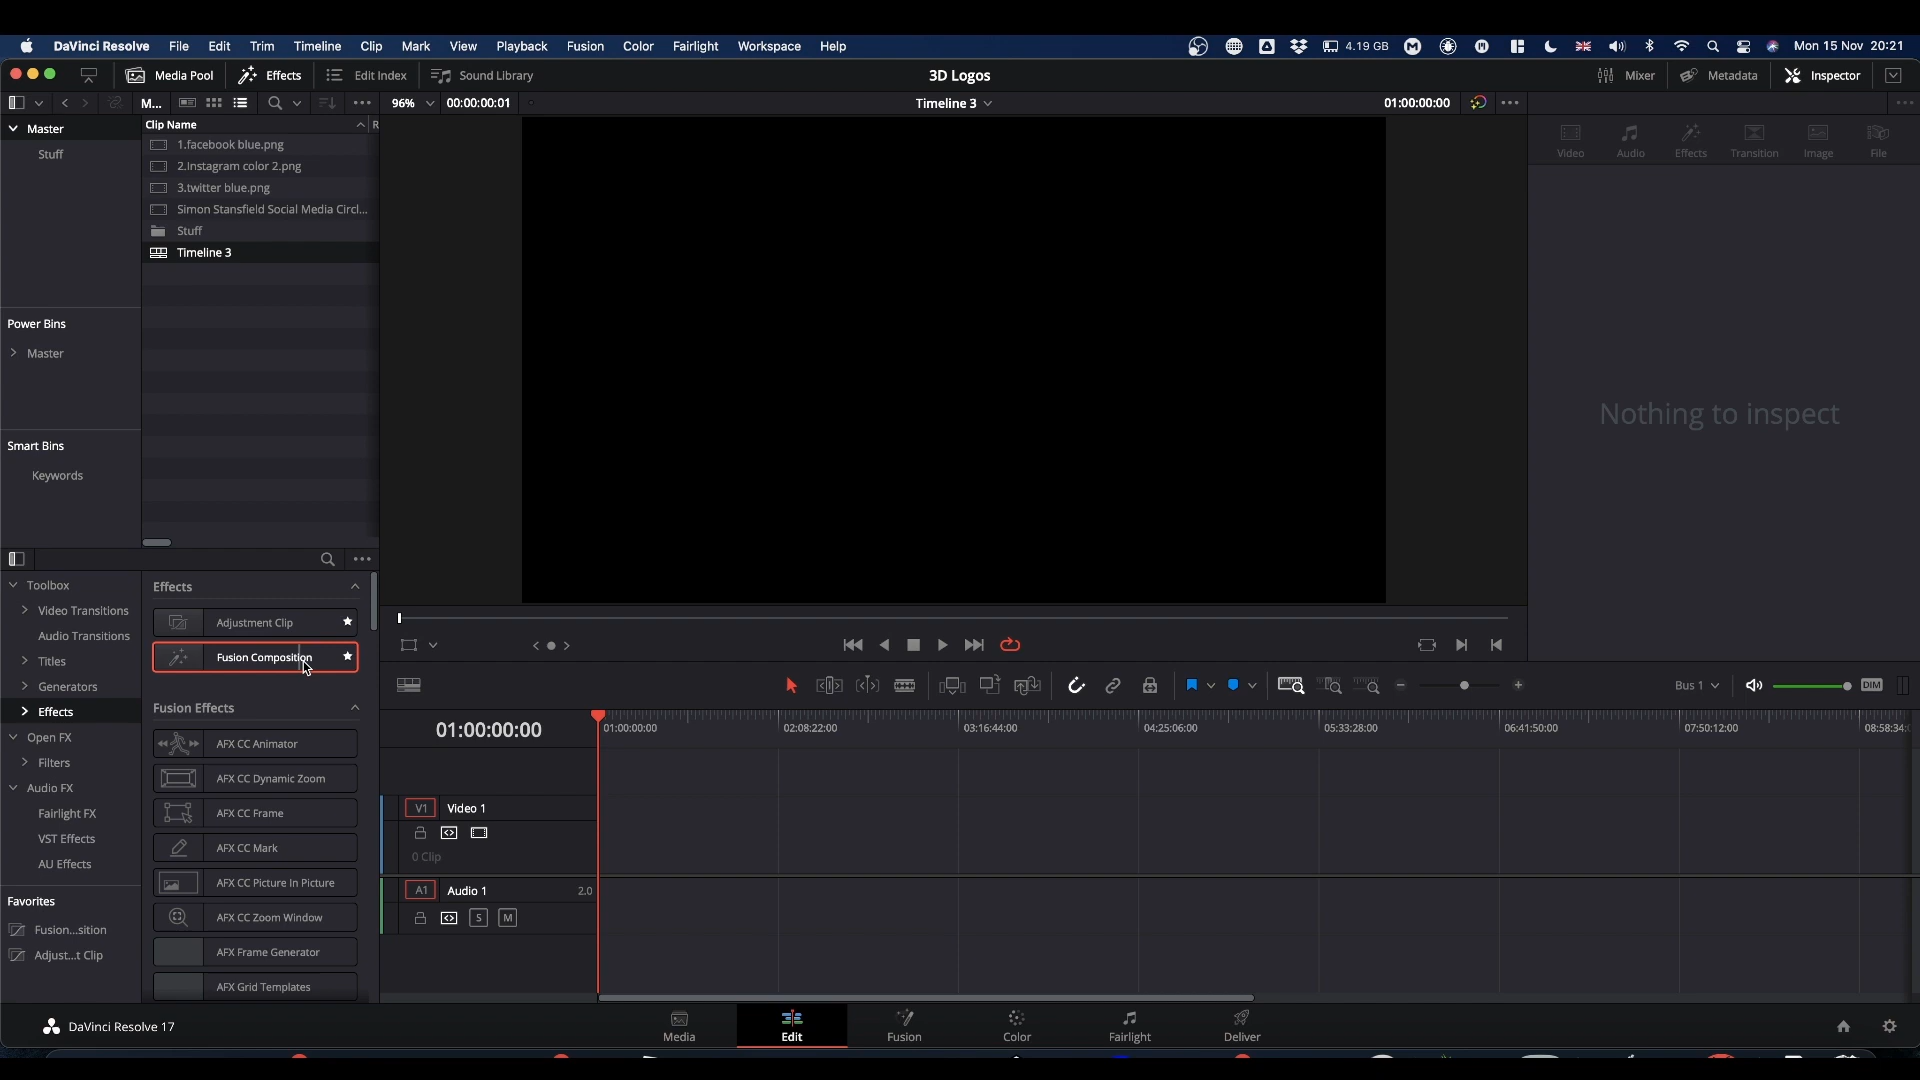 DaVinci Resolve File Edit Trim Timeline Clip Mark View Playback Fusion Color Fairlight Workspace Help 4.19 GB Mon 15 Nov 20:21
Media Pool Effects Edit Index Sound Library 3D Logos Mixer Metadata Inspector
M... 96% 00:00:00:01 Timeline 3 01:00:00:00
Master
Stuff
Clip Name R
1.facebook blue.png
2.Instagram color 2.png
3.twitter blue.png
Simon Stansfield Social Media Circl...
Stuff
Timeline 3
Video Audio Effects Transition Image File
Nothing to inspect
Power Bins
Master
Smart Bins
Keywords
Toolbox
Video Transitions
Audio Transitions
Titles
Generators
Effects
Open FX
Filters
Audio FX
Fairlight FX
VST Effects
AU Effects
Favorites
Fusion...sition
Adjust...t Clip
Effects
Adjustment Clip
Fusion Composition
Fusion Effects
AFX CC Animator
AFX CC Dynamic Zoom
AFX CC Frame
AFX CC Mark
AFX CC Picture In Picture
AFX CC Zoom Window
AFX Frame Generator
AFX Grid Templates
Bus 1 DIM
01:00:00:00 01:00:00:00 02:08:22:00 03:16:44:00 04:25:06:00 05:33:28:00 06:41:50:00 07:50:12:00 08:58:34:
V1 Video 1
0 Clip
A1 Audio 1 2.0
S M
DaVinci Resolve 17
Media Edit Fusion Color Fairlight Deliver